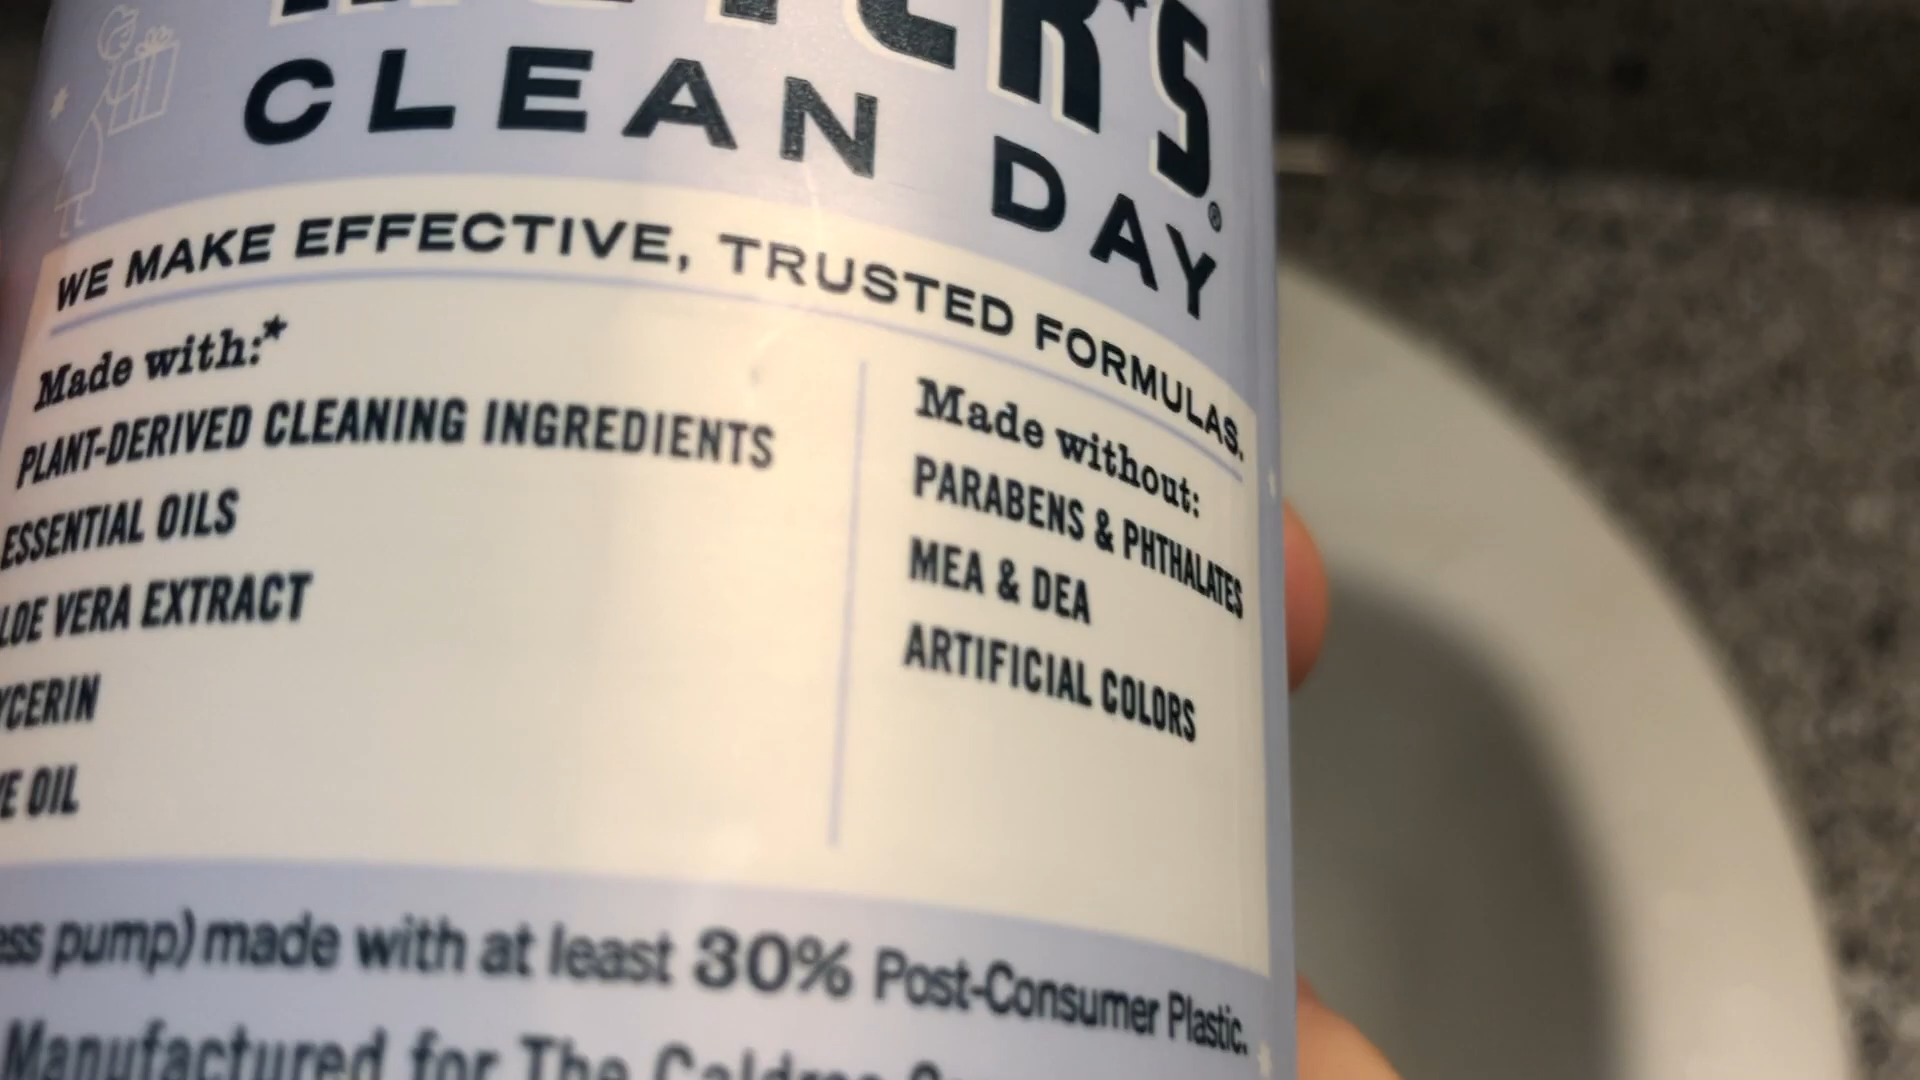 CLEAN DAY
WE MAKE EFFECTIVE, TRUSTED FORMULAS.
Made with:*
PLANT-DERIVED CLEANING INGREDIENTS
ESSENTIAL OILS
LOE VERA EXTRACT
YCERIN
E OIL
Made without:
PARABENS & PHTHALATES
MEA & DEA
ARTIFICIAL COLORS
ess pump) made with at least 30% Post-Consumer Plastic.
Manufactured for The